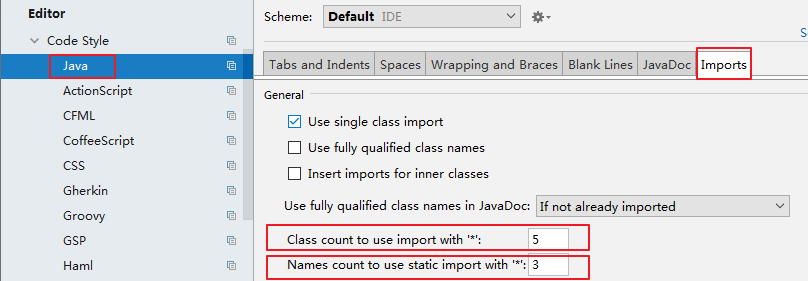 Editor
Code Style
Java
ActionScript
CFML
CoffeeScript
CSS
Gherkin
Groovy
GSP
Haml
Scheme: Default IDE
S
Tabs and Indents Spaces Wrapping and Braces Blank Lines JavaDoc Imports
General
Use single class import
Use fully qualified class names
Insert imports for inner classes
Use fully qualified class names in JavaDoc: If not already imported
Class count to use import with '*': 5
Names count to use static import with '*': 3